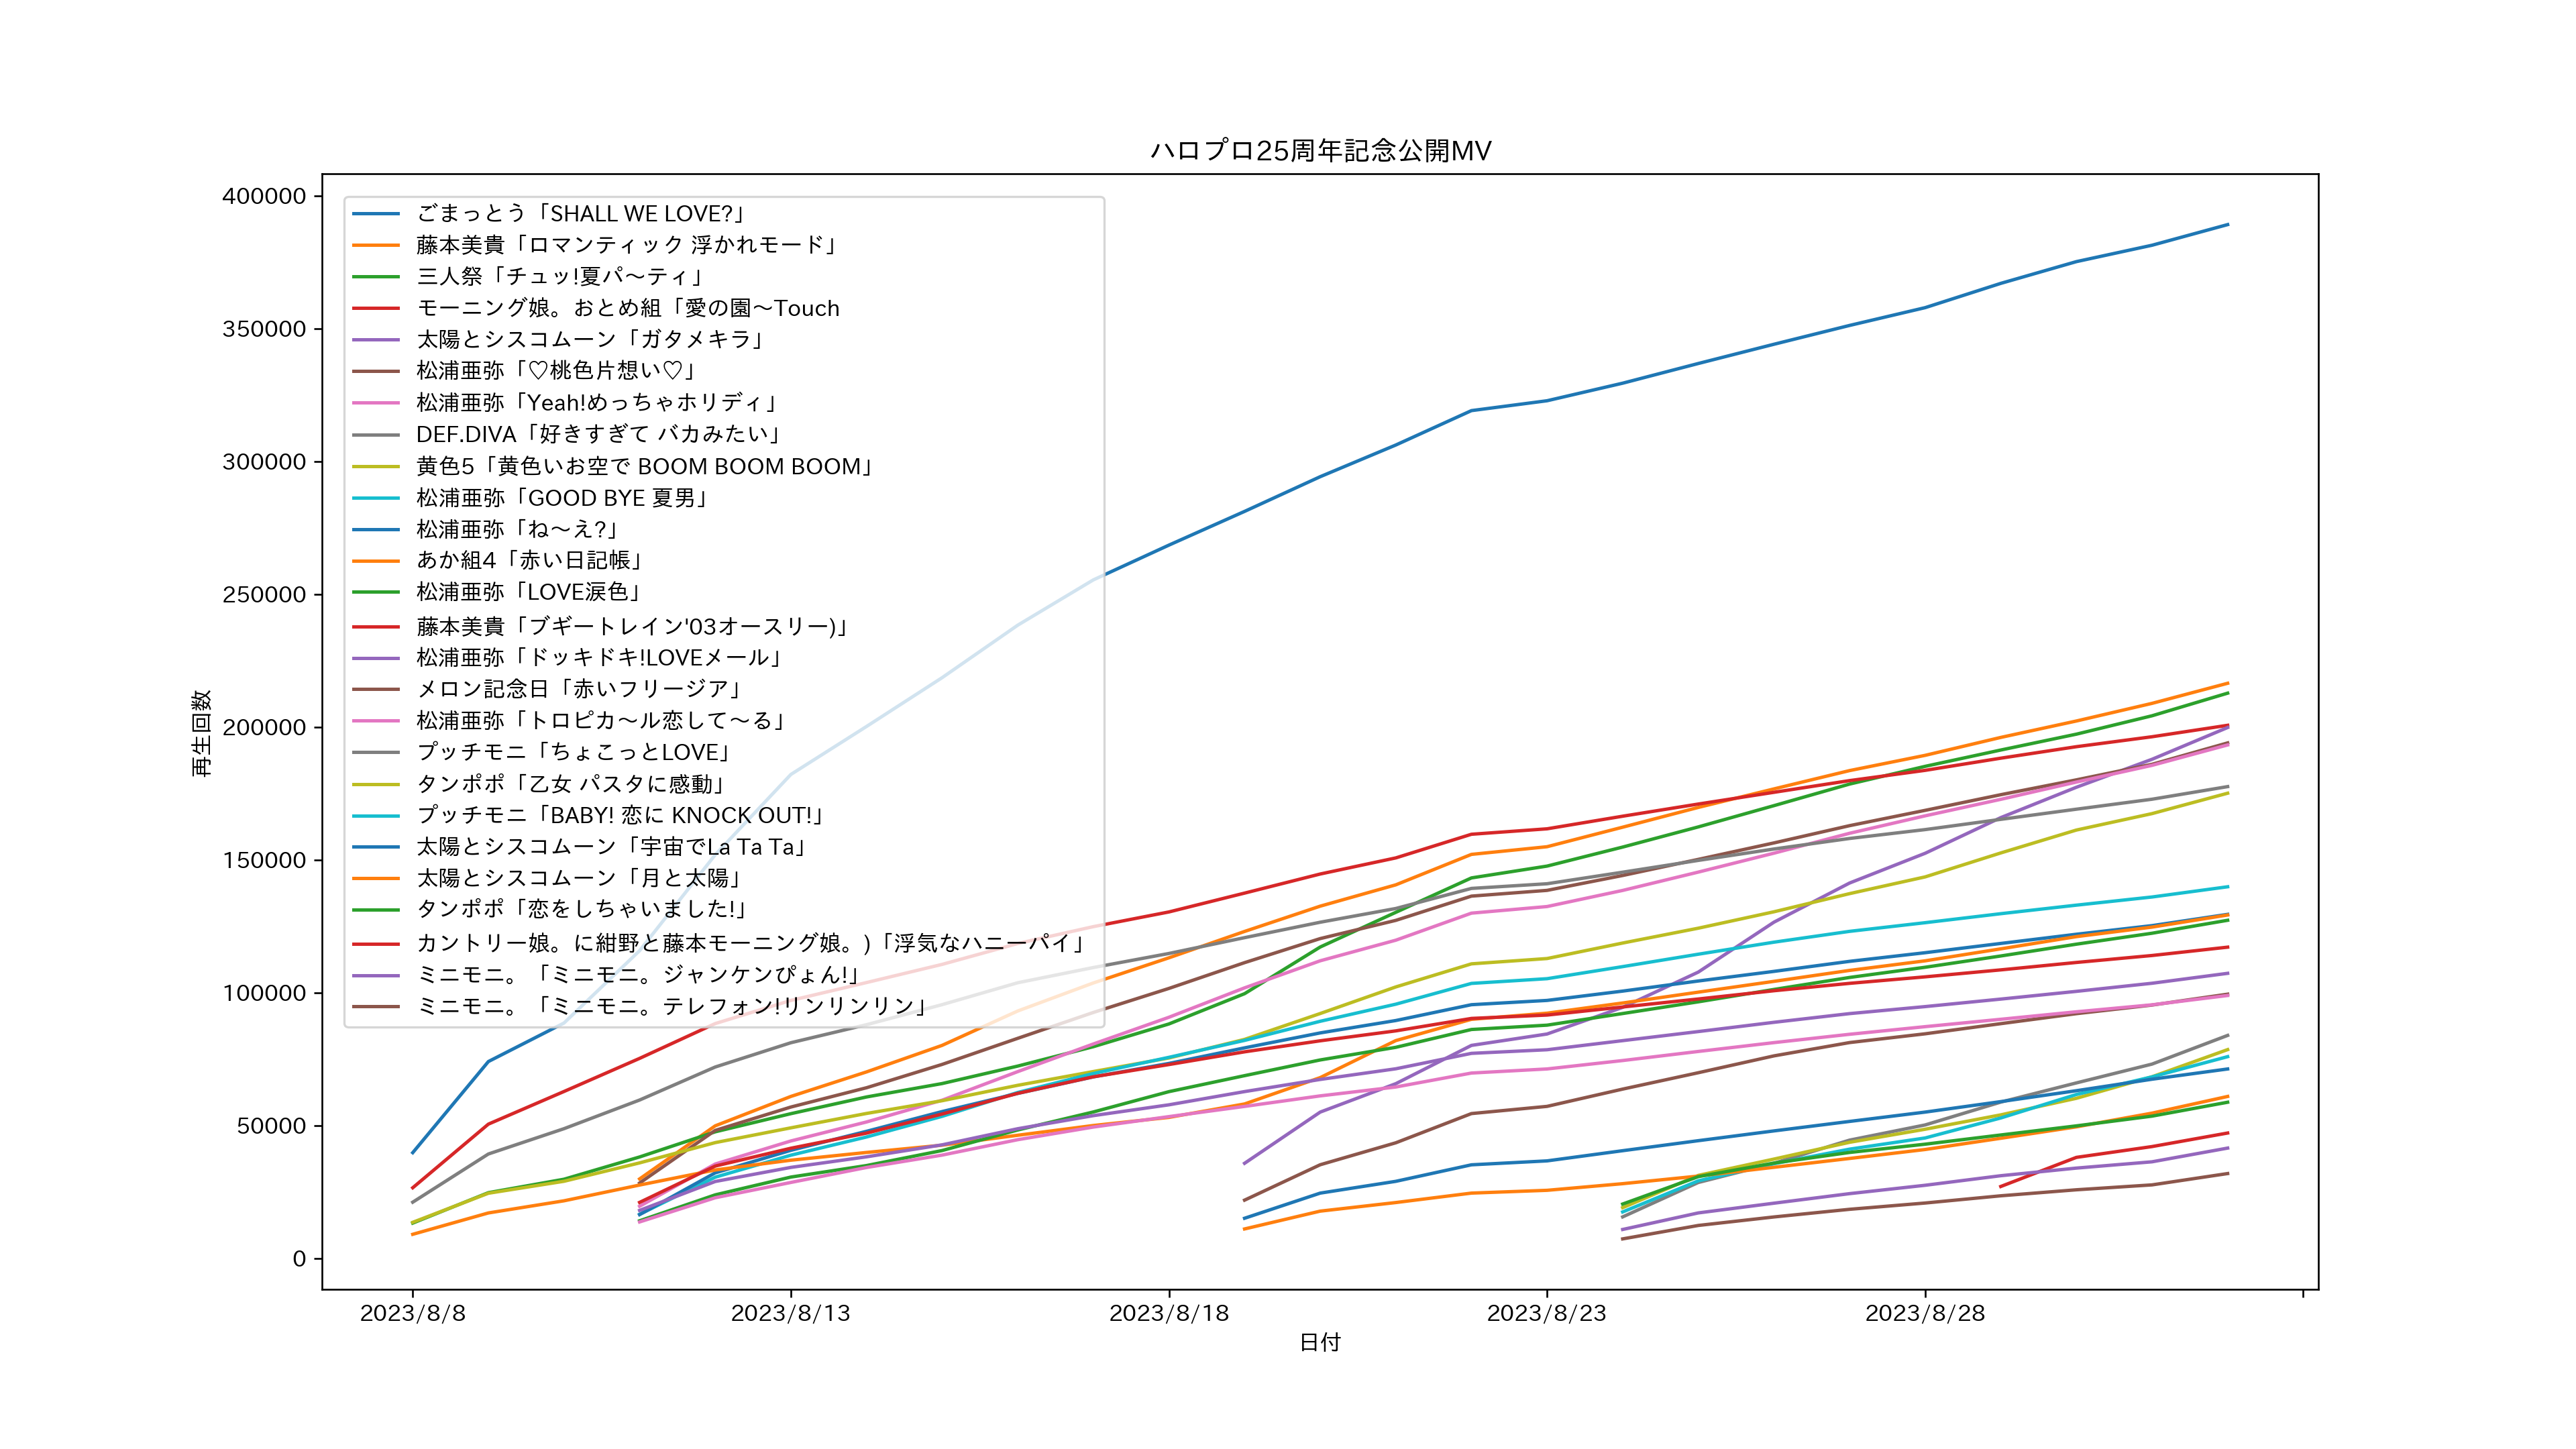 ハロプロ25周年記念公開MV
400000
350000
300000
250000
200000
150000
100000
50000
0
再生回数
ごまっとう「SHALL WE LOVE?」
藤本美貴「ロマンティック 浮かれモード」
三人祭「チュッ!夏パ〜ティ」
モーニング娘。おとめ組「愛の園〜Touch
太陽とシスコムーン「ガタメキラ」
松浦亜弥「♡桃色片想い♡」
松浦亜弥「Yeah!めっちゃホリディ」
DEF.DIVA「好きすぎて バカみたい」
黄色5「黄色いお空で BOOM BOOM BOOM」
松浦亜弥「GOOD BYE 夏男」
松浦亜弥「ね〜え?」
あか組4「赤い日記帳」
松浦亜弥「LOVE涙色」
藤本美貴「ブギートレイン'03オースリー)」
松浦亜弥「ドッキドキ!LOVEメール」
メロン記念日「赤いフリージア」
松浦亜弥「トロピカ〜ル恋して〜る」
プッチモニ「ちょこっとLOVE」
タンポポ「乙女 パスタに感動」
プッチモニ「BABY! 恋に KNOCK OUT!」
太陽とシスコムーン「宇宙でLa Ta Ta」
太陽とシスコムーン「月と太陽」
タンポポ「恋をしちゃいました!」
カントリー娘。に紺野と藤本モーニング娘。)「浮気なハニーパイ」
ミニモニ。「ミニモニ。ジャンケンぴょん!」
ミニモニ。「ミニモニ。テレフォン!リンリンリン」
2023/8/8
2023/8/13
2023/8/18
2023/8/23
2023/8/28
日付